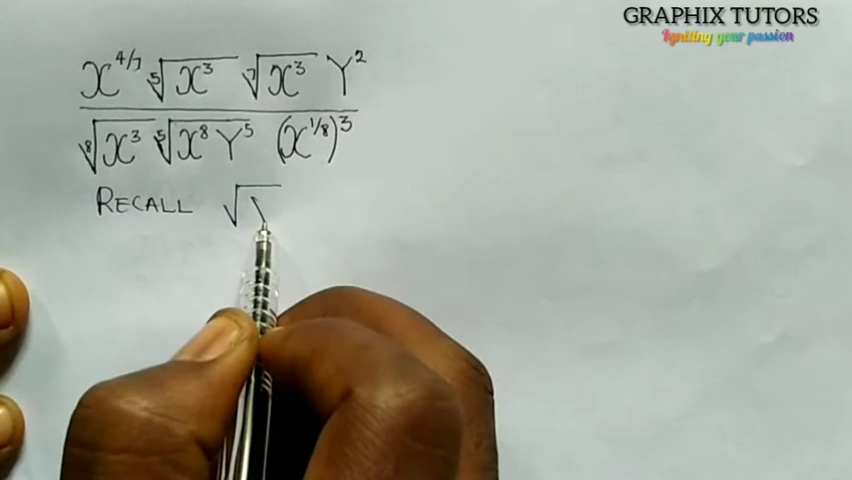 GRAPHIX TUTORS
Igniting your passion
X^{4/7} ⁵√X³ ⁷√X³ Y²
⁸√X³ ⁵√X⁸Y⁵ (X^{1/8})³
RECALL √